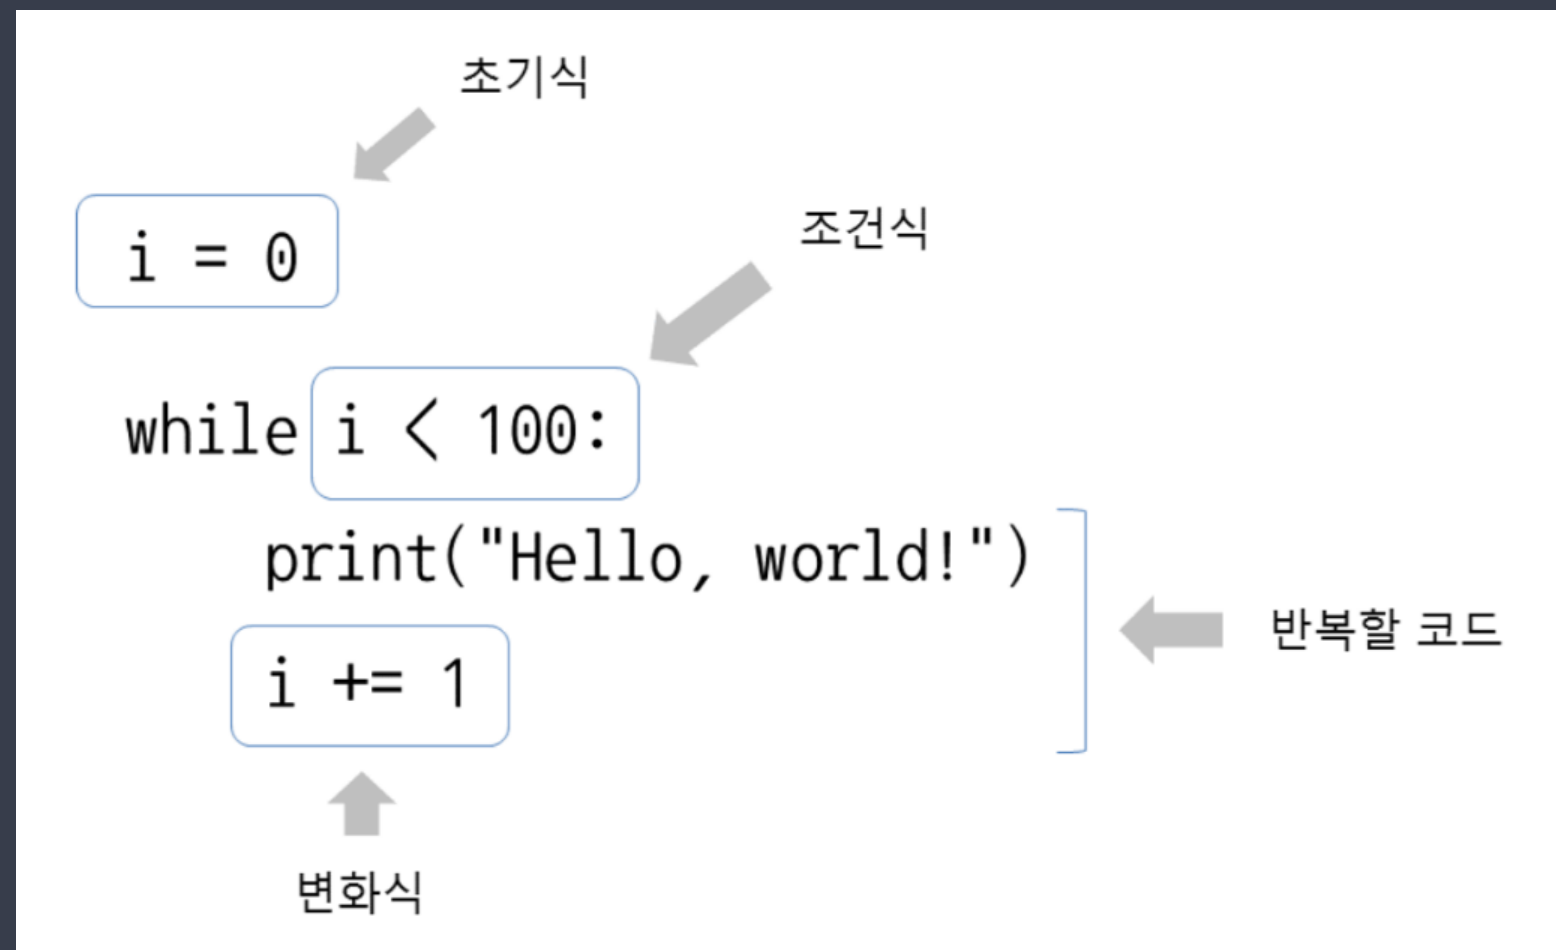 초기식
i = 0
조건식
while i < 100:
print("Hello, world!")
i += 1
반복할 코드
변화식